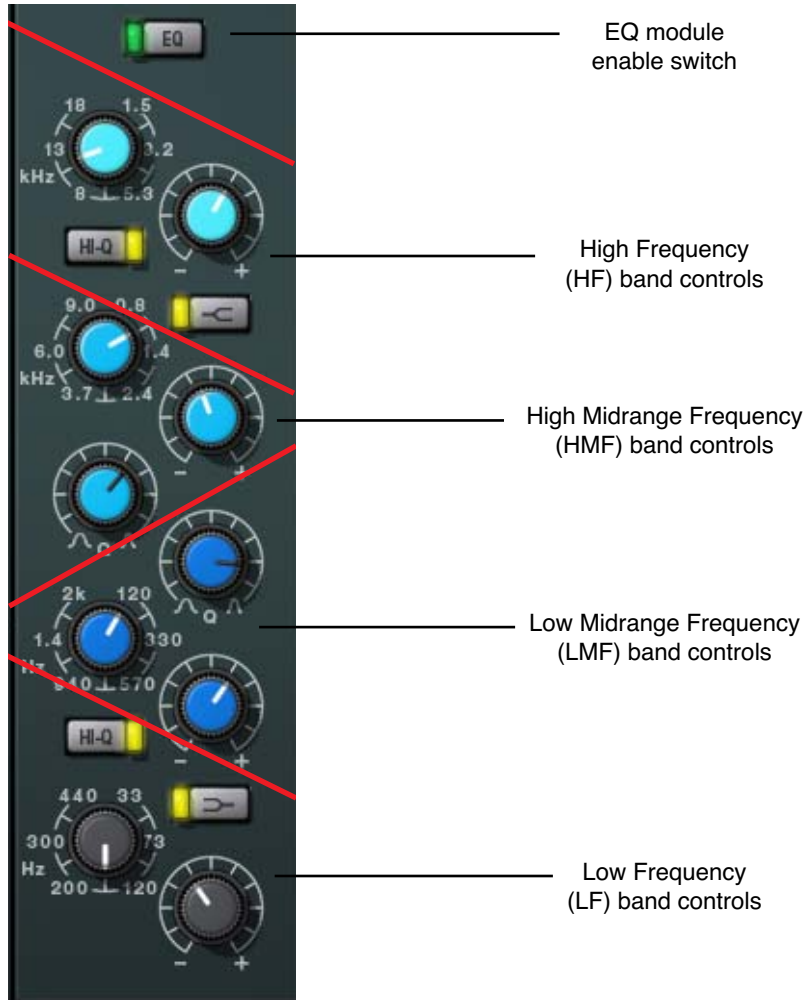 EQ
EQ module
enable switch
18 1.5
13 3.2
kHz
8 5.3
- +
HI-Q
High Frequency
(HF) band controls
9.0 0.8
6.0 1.4
kHz
3.7 2.4
- +
High Midrange Frequency
(HMF) band controls
Q
Q
2k 120
1.4 330
Hz
940 570
Low Midrange Frequency
(LMF) band controls
- +
HI-Q
440 33
300 73
Hz
200 120
- +
Low Frequency
(LF) band controls